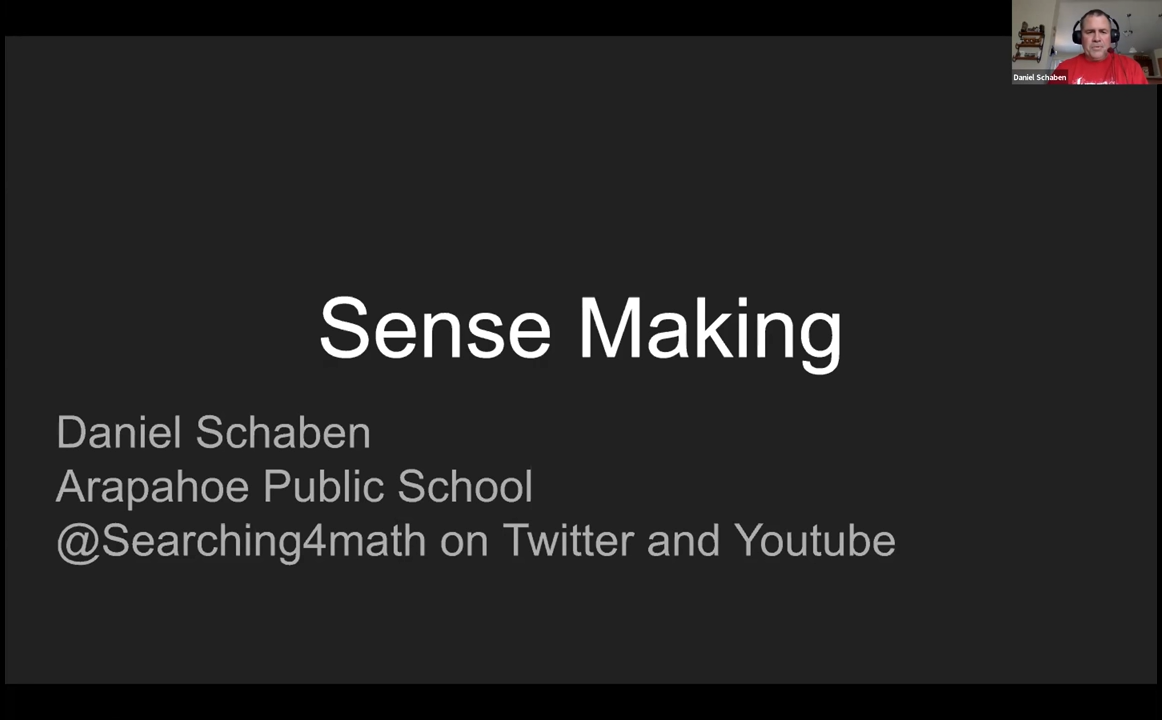 Daniel Schaben
Sense Making
Daniel Schaben
Arapahoe Public School
@Searching4math on Twitter and Youtube